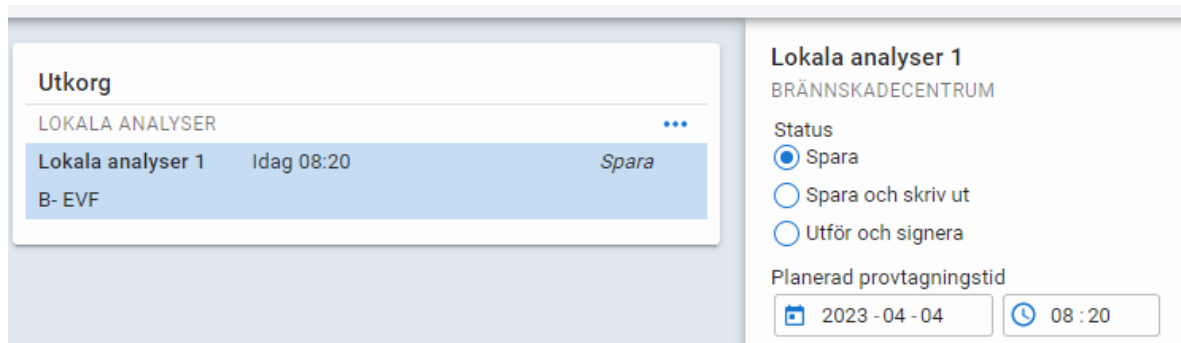 Utkorg
LOKALA ANALYSER
Lokala analyser 1 Idag 08:20 Spara
B- EVF
Lokala analyser 1
BRÄNNSKADECENTRUM
Status
Spara
Spara och skriv ut
Utför och signera
Planerad provtagningstid
2023 - 04 - 04 08 : 20